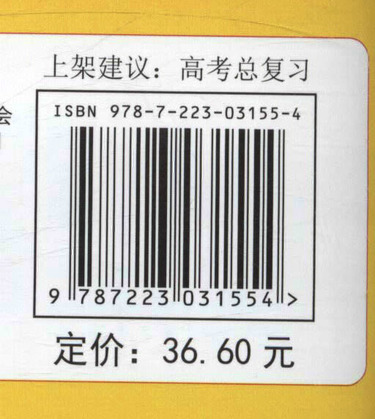 上架建议：高考总复习
会
ISBN 978-7-223-03155-4
9 787223 031554 >
定价：36.60 元